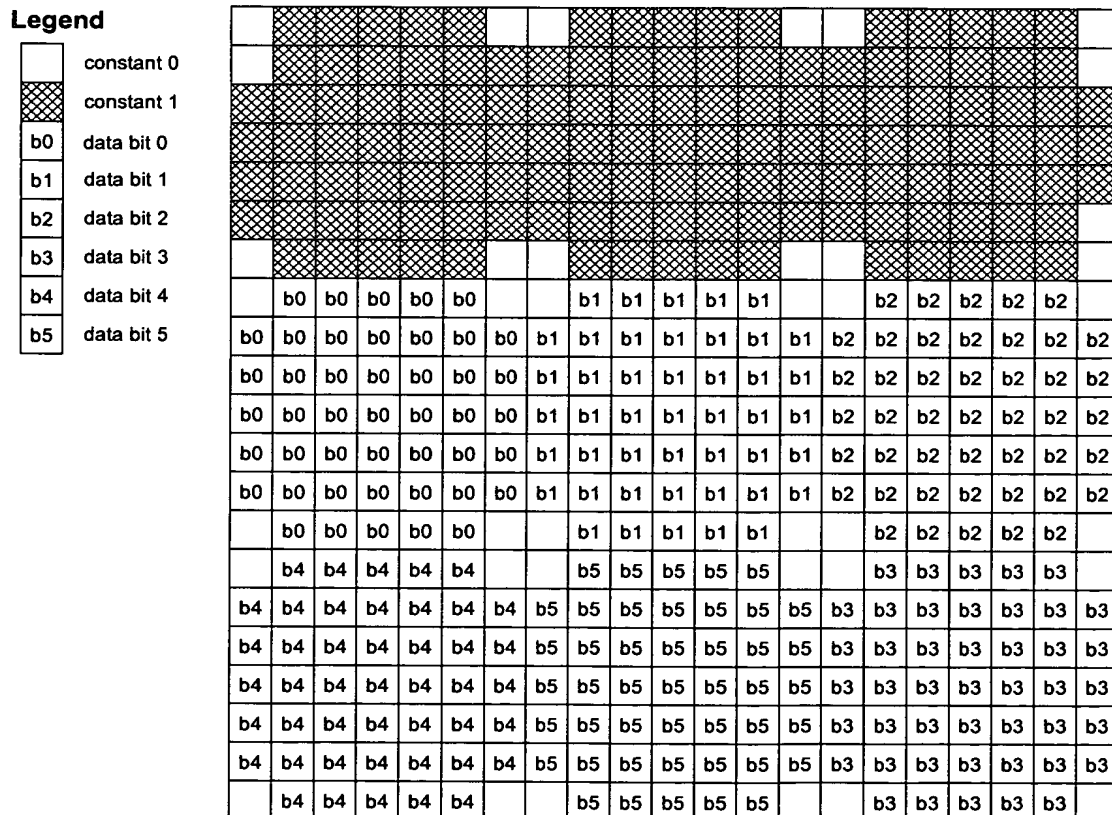 Legend
constant 0
constant 1
b0 data bit 0
b1 data bit 1
b2 data bit 2
b3 data bit 3
b4 data bit 4
b5 data bit 5
b0 b0 b0 b0 b0 b1 b1 b1 b1 b1 b2 b2 b2 b2 b2
b0 b0 b0 b0 b0 b0 b0 b1 b1 b1 b1 b1 b1 b1 b2 b2 b2 b2 b2 b2 b2
b0 b0 b0 b0 b0 b0 b0 b1 b1 b1 b1 b1 b1 b1 b2 b2 b2 b2 b2 b2 b2
b0 b0 b0 b0 b0 b0 b0 b1 b1 b1 b1 b1 b1 b1 b2 b2 b2 b2 b2 b2 b2
b0 b0 b0 b0 b0 b0 b0 b1 b1 b1 b1 b1 b1 b1 b2 b2 b2 b2 b2 b2 b2
b0 b0 b0 b0 b0 b0 b0 b1 b1 b1 b1 b1 b1 b1 b2 b2 b2 b2 b2 b2 b2
b0 b0 b0 b0 b0 b1 b1 b1 b1 b1 b2 b2 b2 b2 b2
b4 b4 b4 b4 b4 b5 b5 b5 b5 b5 b3 b3 b3 b3 b3
b4 b4 b4 b4 b4 b4 b4 b5 b5 b5 b5 b5 b5 b5 b3 b3 b3 b3 b3 b3 b3
b4 b4 b4 b4 b4 b4 b4 b5 b5 b5 b5 b5 b5 b5 b3 b3 b3 b3 b3 b3 b3
b4 b4 b4 b4 b4 b4 b4 b5 b5 b5 b5 b5 b5 b5 b3 b3 b3 b3 b3 b3 b3
b4 b4 b4 b4 b4 b4 b4 b5 b5 b5 b5 b5 b5 b5 b3 b3 b3 b3 b3 b3 b3
b4 b4 b4 b4 b4 b4 b4 b5 b5 b5 b5 b5 b5 b5 b3 b3 b3 b3 b3 b3 b3
b4 b4 b4 b4 b4 b5 b5 b5 b5 b5 b3 b3 b3 b3 b3